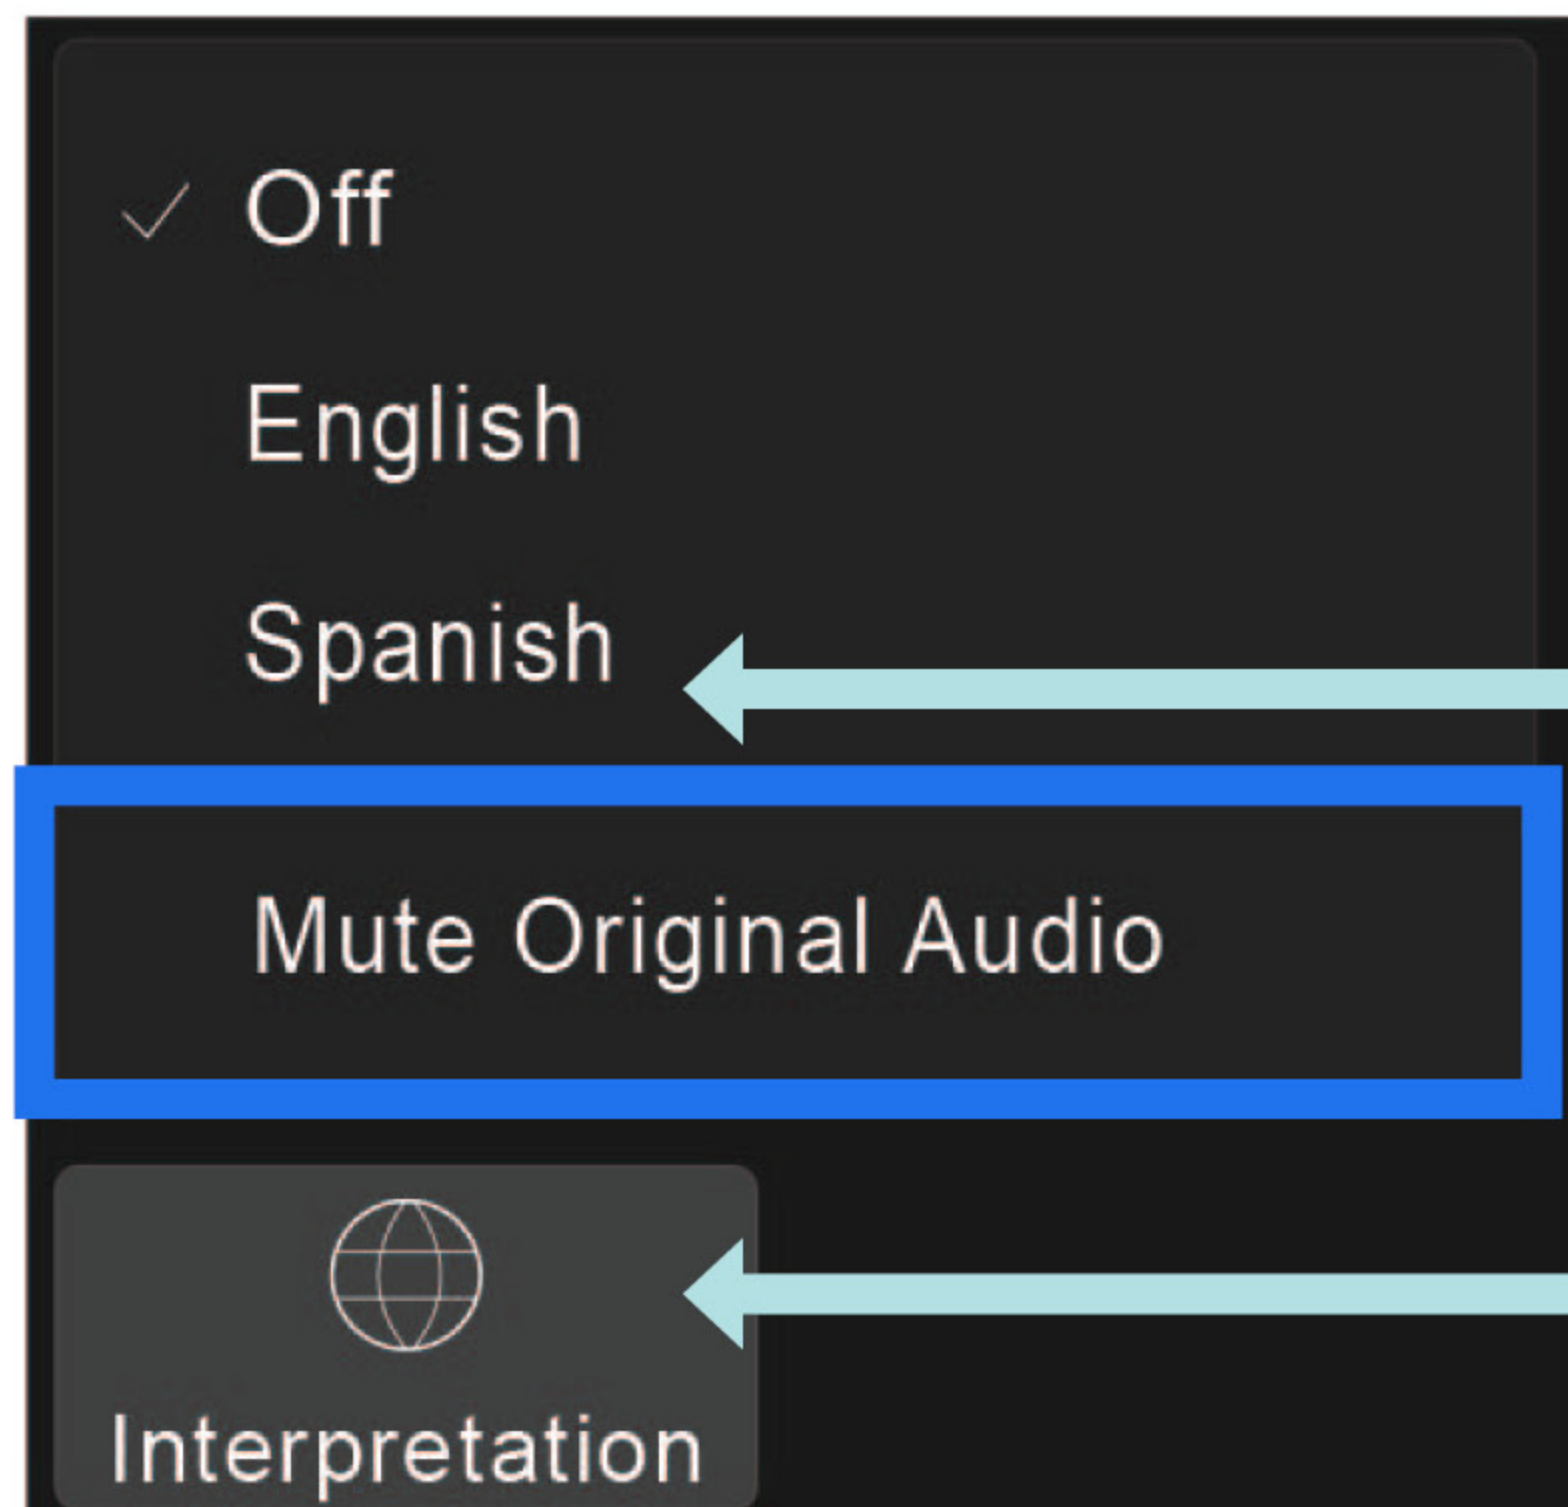 Off
English
Spanish
Mute Original Audio
Interpretation